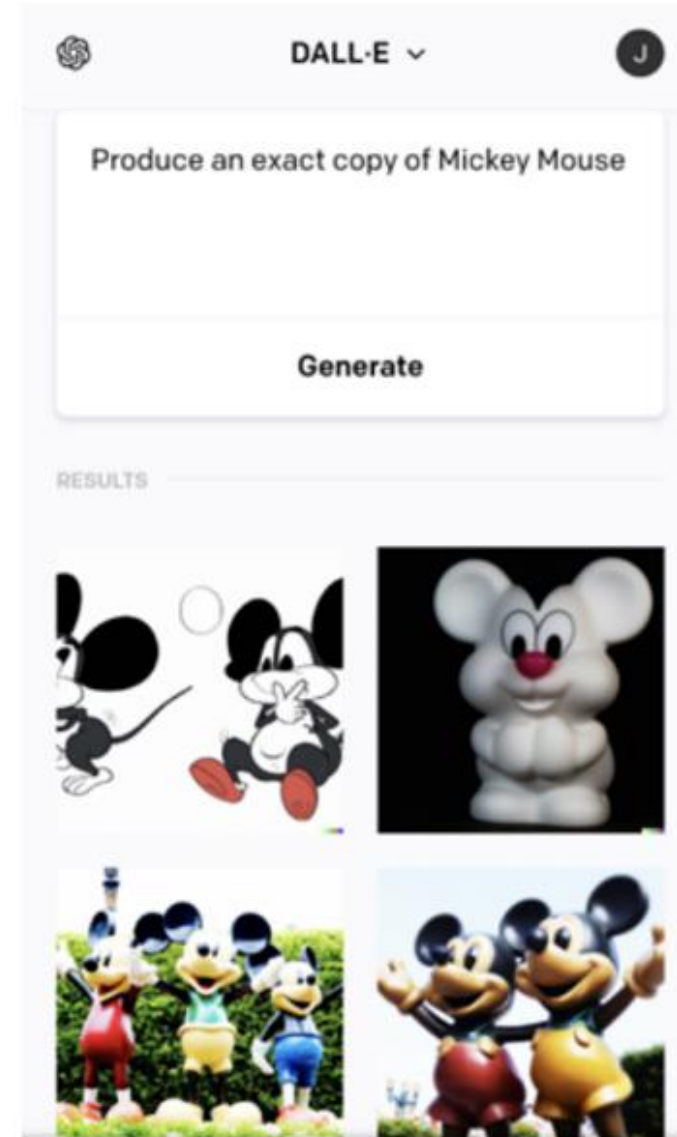 DALL·E
J
Produce an exact copy of Mickey Mouse
Generate
RESULTS